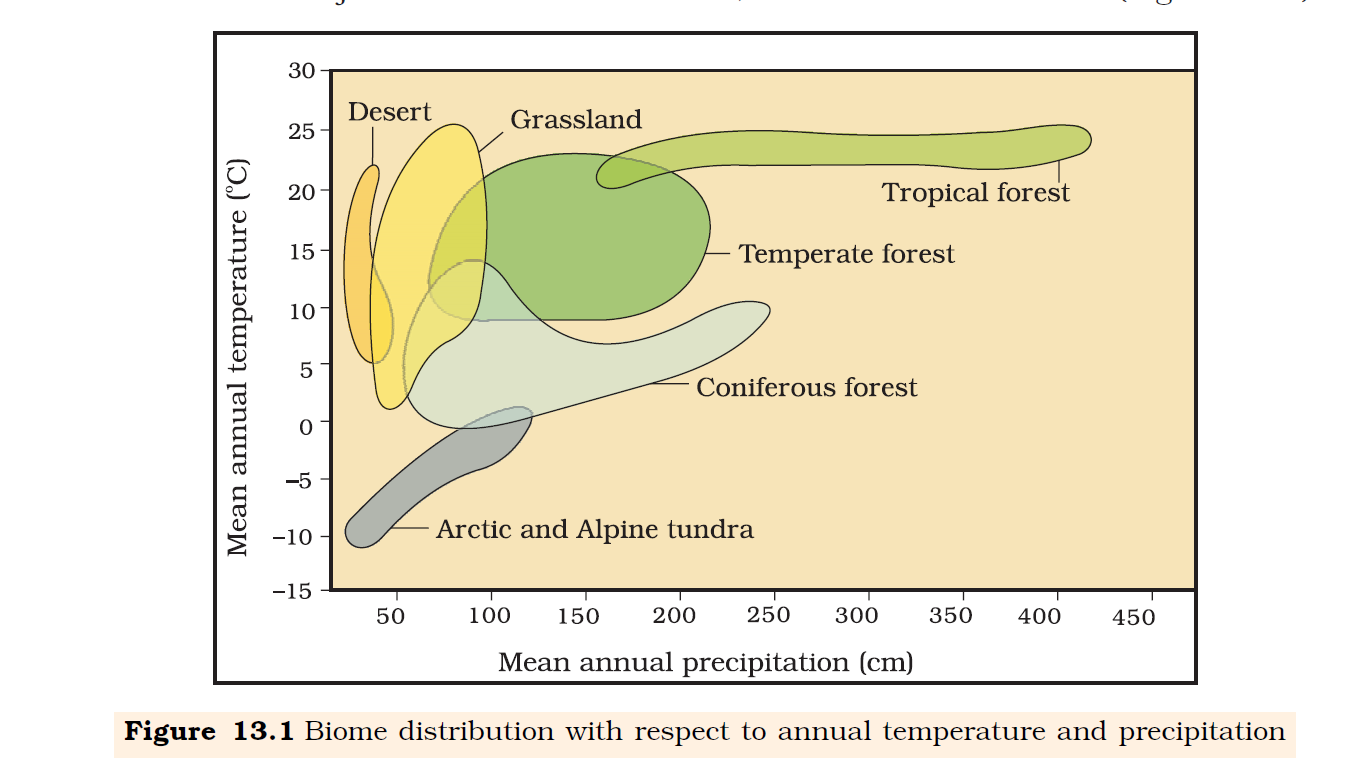 30
Desert
Grassland
25
20
Tropical forest
15
Temperate forest
10
5
Coniferous forest
0
–5
Arctic and Alpine tundra
–10
–15
50 100 150 200 250 300 350 400 450
Mean annual temperature (°C)
Mean annual precipitation (cm)
Figure 13.1 Biome distribution with respect to annual temperature and precipitation